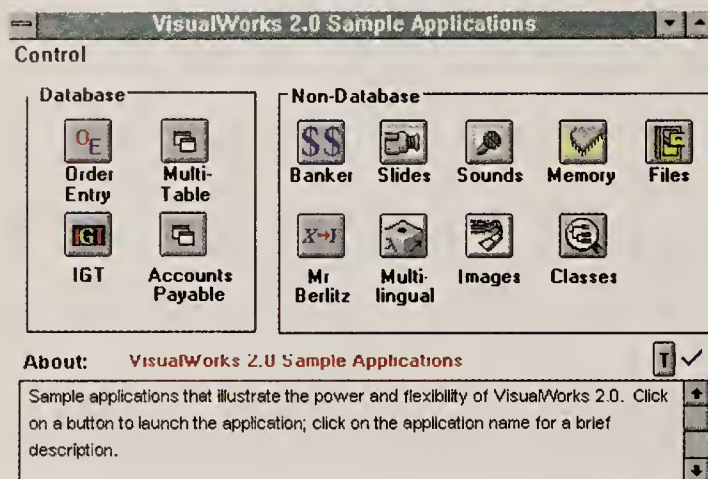 VisualWorks 2.0 Sample Applications
Control
Database
Non-Database
OE
$$
Order
Entry
Multi-
Table
Banker
Slides
Sounds
Memory
Files
IGT
X→I
λ
IGT
Accounts
Payable
Mr
Berlitz
Multi-
lingual
Images
Classes
About: VisualWorks 2.0 Sample Applications
T
Sample applications that illustrate the power and flexibility of VisualWorks 2.0. Click
on a button to launch the application; click on the application name for a brief
description.